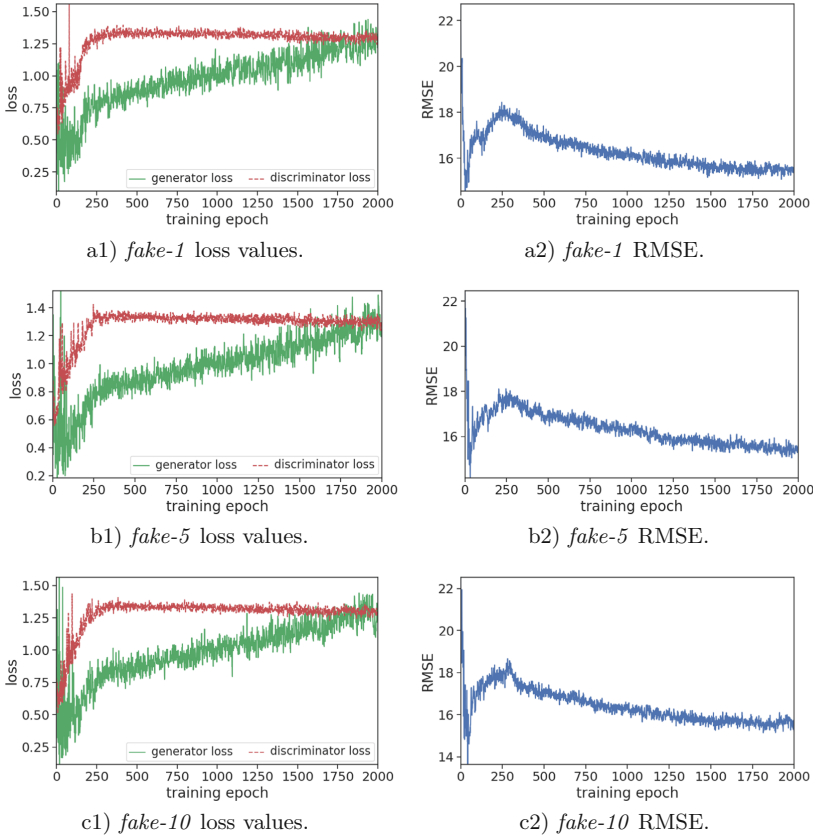 1.50
1.25
1.00
0.75
0.50
0.25
loss
generator loss discriminator loss
0 250 500 750 1000 1250 1500 1750 2000
training epoch
a1) fake-1 loss values.
22
20
18
16
RMSE
0 250 500 750 1000 1250 1500 1750 2000
training epoch
a2) fake-1 RMSE.
1.4
1.2
1.0
0.8
0.6
0.4
0.2
loss
generator loss discriminator loss
0 250 500 750 1000 1250 1500 1750 2000
training epoch
b1) fake-5 loss values.
22
20
18
16
RMSE
0 250 500 750 1000 1250 1500 1750 2000
training epoch
b2) fake-5 RMSE.
1.50
1.25
1.00
0.75
0.50
0.25
loss
generator loss discriminator loss
0 250 500 750 1000 1250 1500 1750 2000
training epoch
c1) fake-10 loss values.
22
20
18
16
14
RMSE
0 250 500 750 1000 1250 1500 1750 2000
training epoch
c2) fake-10 RMSE.